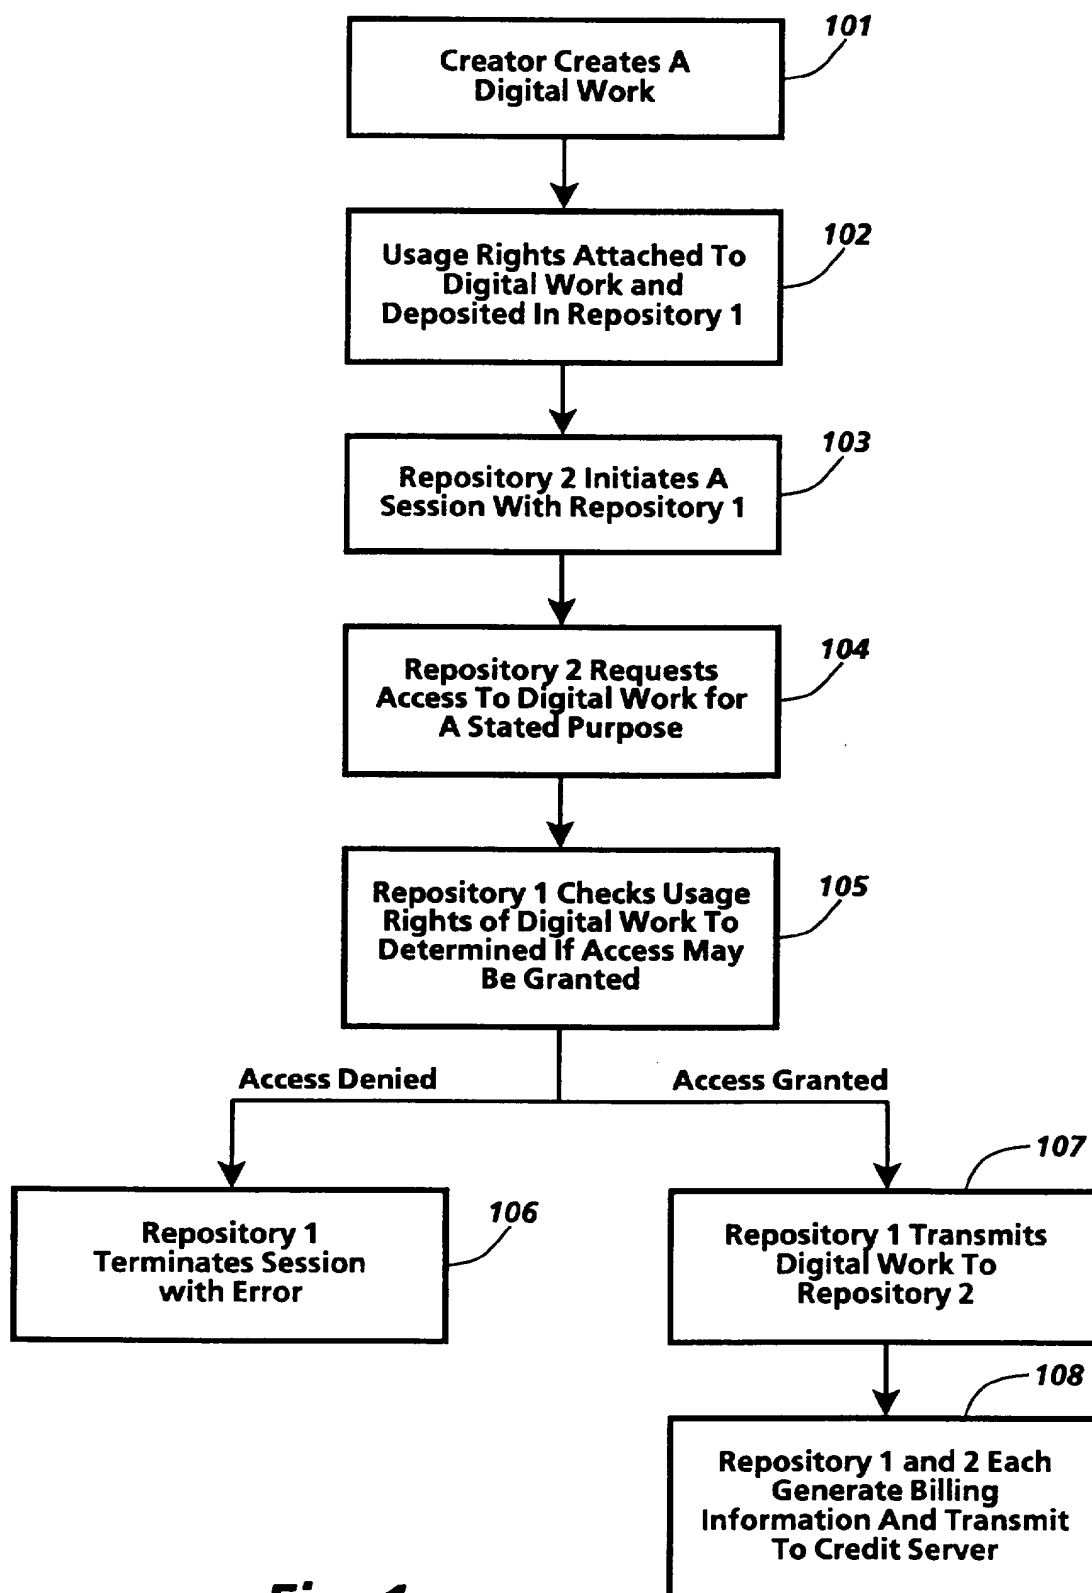 101
Creator Creates A
Digital Work
102
Usage Rights Attached To
Digital Work and
Deposited In Repository 1
103
Repository 2 Initiates A
Session With Repository 1
104
Repository 2 Requests
Access To Digital Work for
A Stated Purpose
105
Repository 1 Checks Usage
Rights of Digital Work To
Determined If Access May
Be Granted
Access Denied
Access Granted
106
Repository 1
Terminates Session
with Error
107
Repository 1 Transmits
Digital Work To
Repository 2
108
Repository 1 and 2 Each
Generate Billing
Information And Transmit
To Credit Server